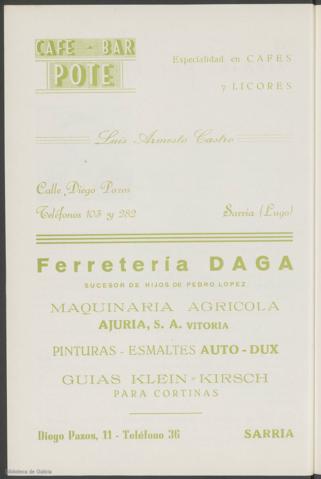 CAFE - BAR
POTE
Especialidad en CAFES
y LICORES
Luis Armesto Castro
Calle Diego Pazos
Teléfonos 103 y 282
Sarria (Lugo)
Ferretería DAGA
SUCESOR DE HIJOS DE PEDRO LOPEZ
MAQUINARIA AGRICOLA
AJURIA, S. A. VITORIA
PINTURAS - ESMALTES AUTO - DUX
GUIAS KLEIN - KIRSCH
PARA CORTINAS
Diego Pazos, 11 - Teléfono 36
SARRIA
Biblioteca de Galicia